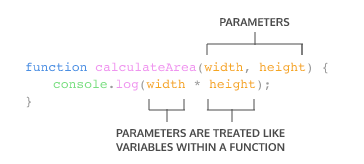 PARAMETERS
function calculateArea(width, height) {
console.log(width * height);
}
PARAMETERS ARE TREATED LIKE
VARIABLES WITHIN A FUNCTION